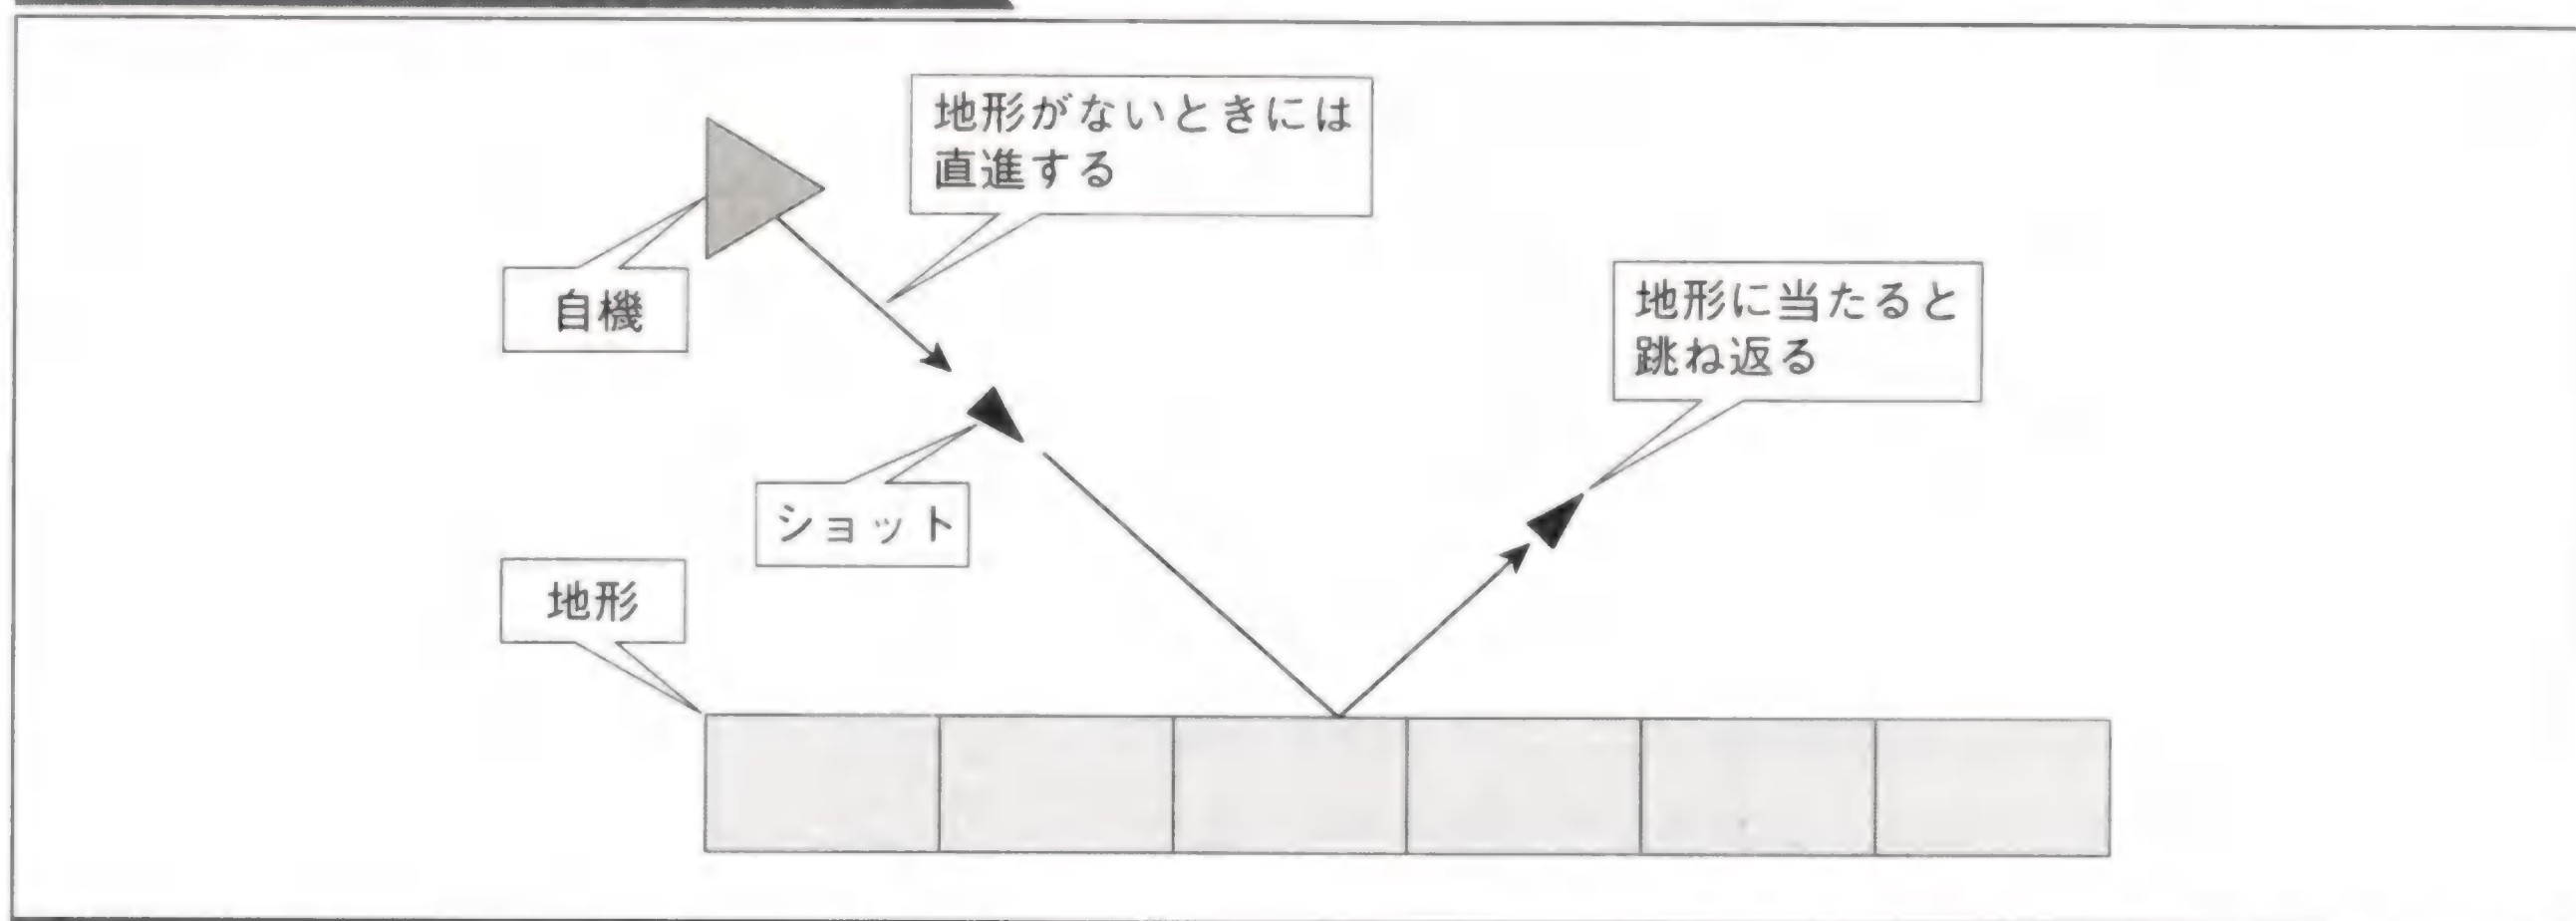 地形がないときには
直進する
自機
地形に当たると
跳ね返る
ショット
地形